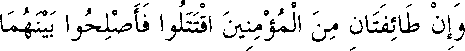 وَإِنْ طَائِفَتَانِ مِنَ الْمُؤْمِنِينَ اقْتَتَلُوا فَأَصْلِحُوا بَيْنَهُمَا